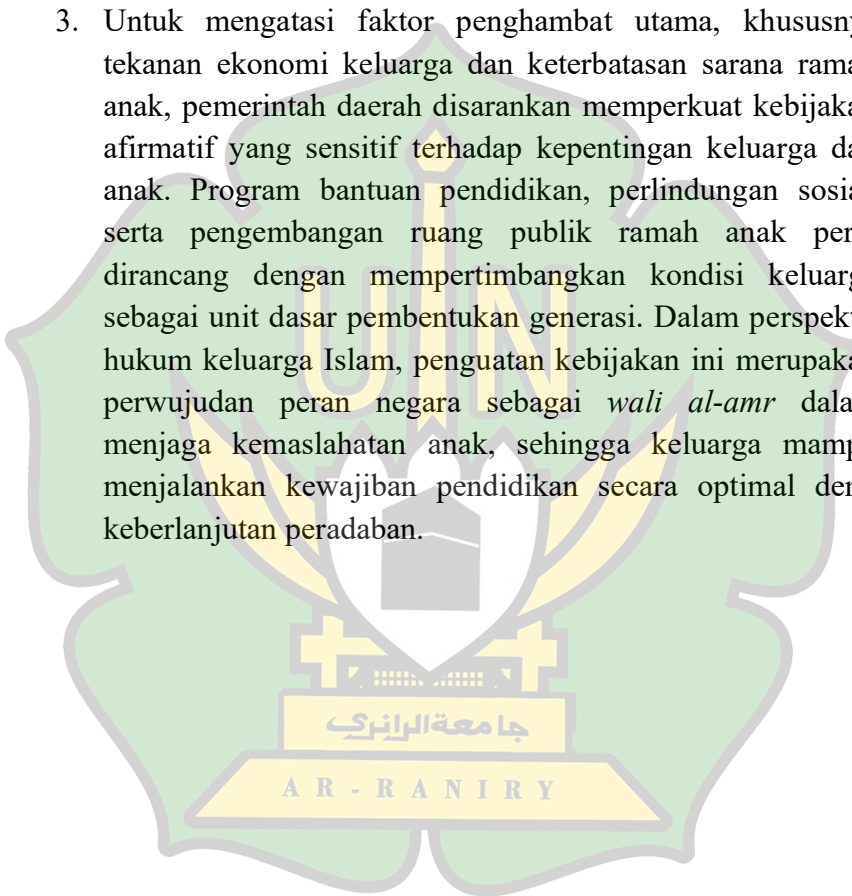 3. Untuk mengatasi faktor penghambat utama, khususny
tekanan ekonomi keluarga dan keterbatasan sarana rama
anak, pemerintah daerah disarankan memperkuat kebijaka
afirmatif yang sensitif terhadap kepentingan keluarga da
anak. Program bantuan pendidikan, perlindungan sosia
serta pengembangan ruang publik ramah anak per
dirancang dengan mempertimbangkan kondisi keluarg
sebagai unit dasar pembentukan generasi. Dalam perspekt
hukum keluarga Islam, penguatan kebijakan ini merupaka
perwujudan peran negara sebagai wali al-amr dala
menjaga kemaslahatan anak, sehingga keluarga mamp
menjalankan kewajiban pendidikan secara optimal dem
keberlanjutan peradaban.
UIN
جامعة الرانري
AR-RANIRY